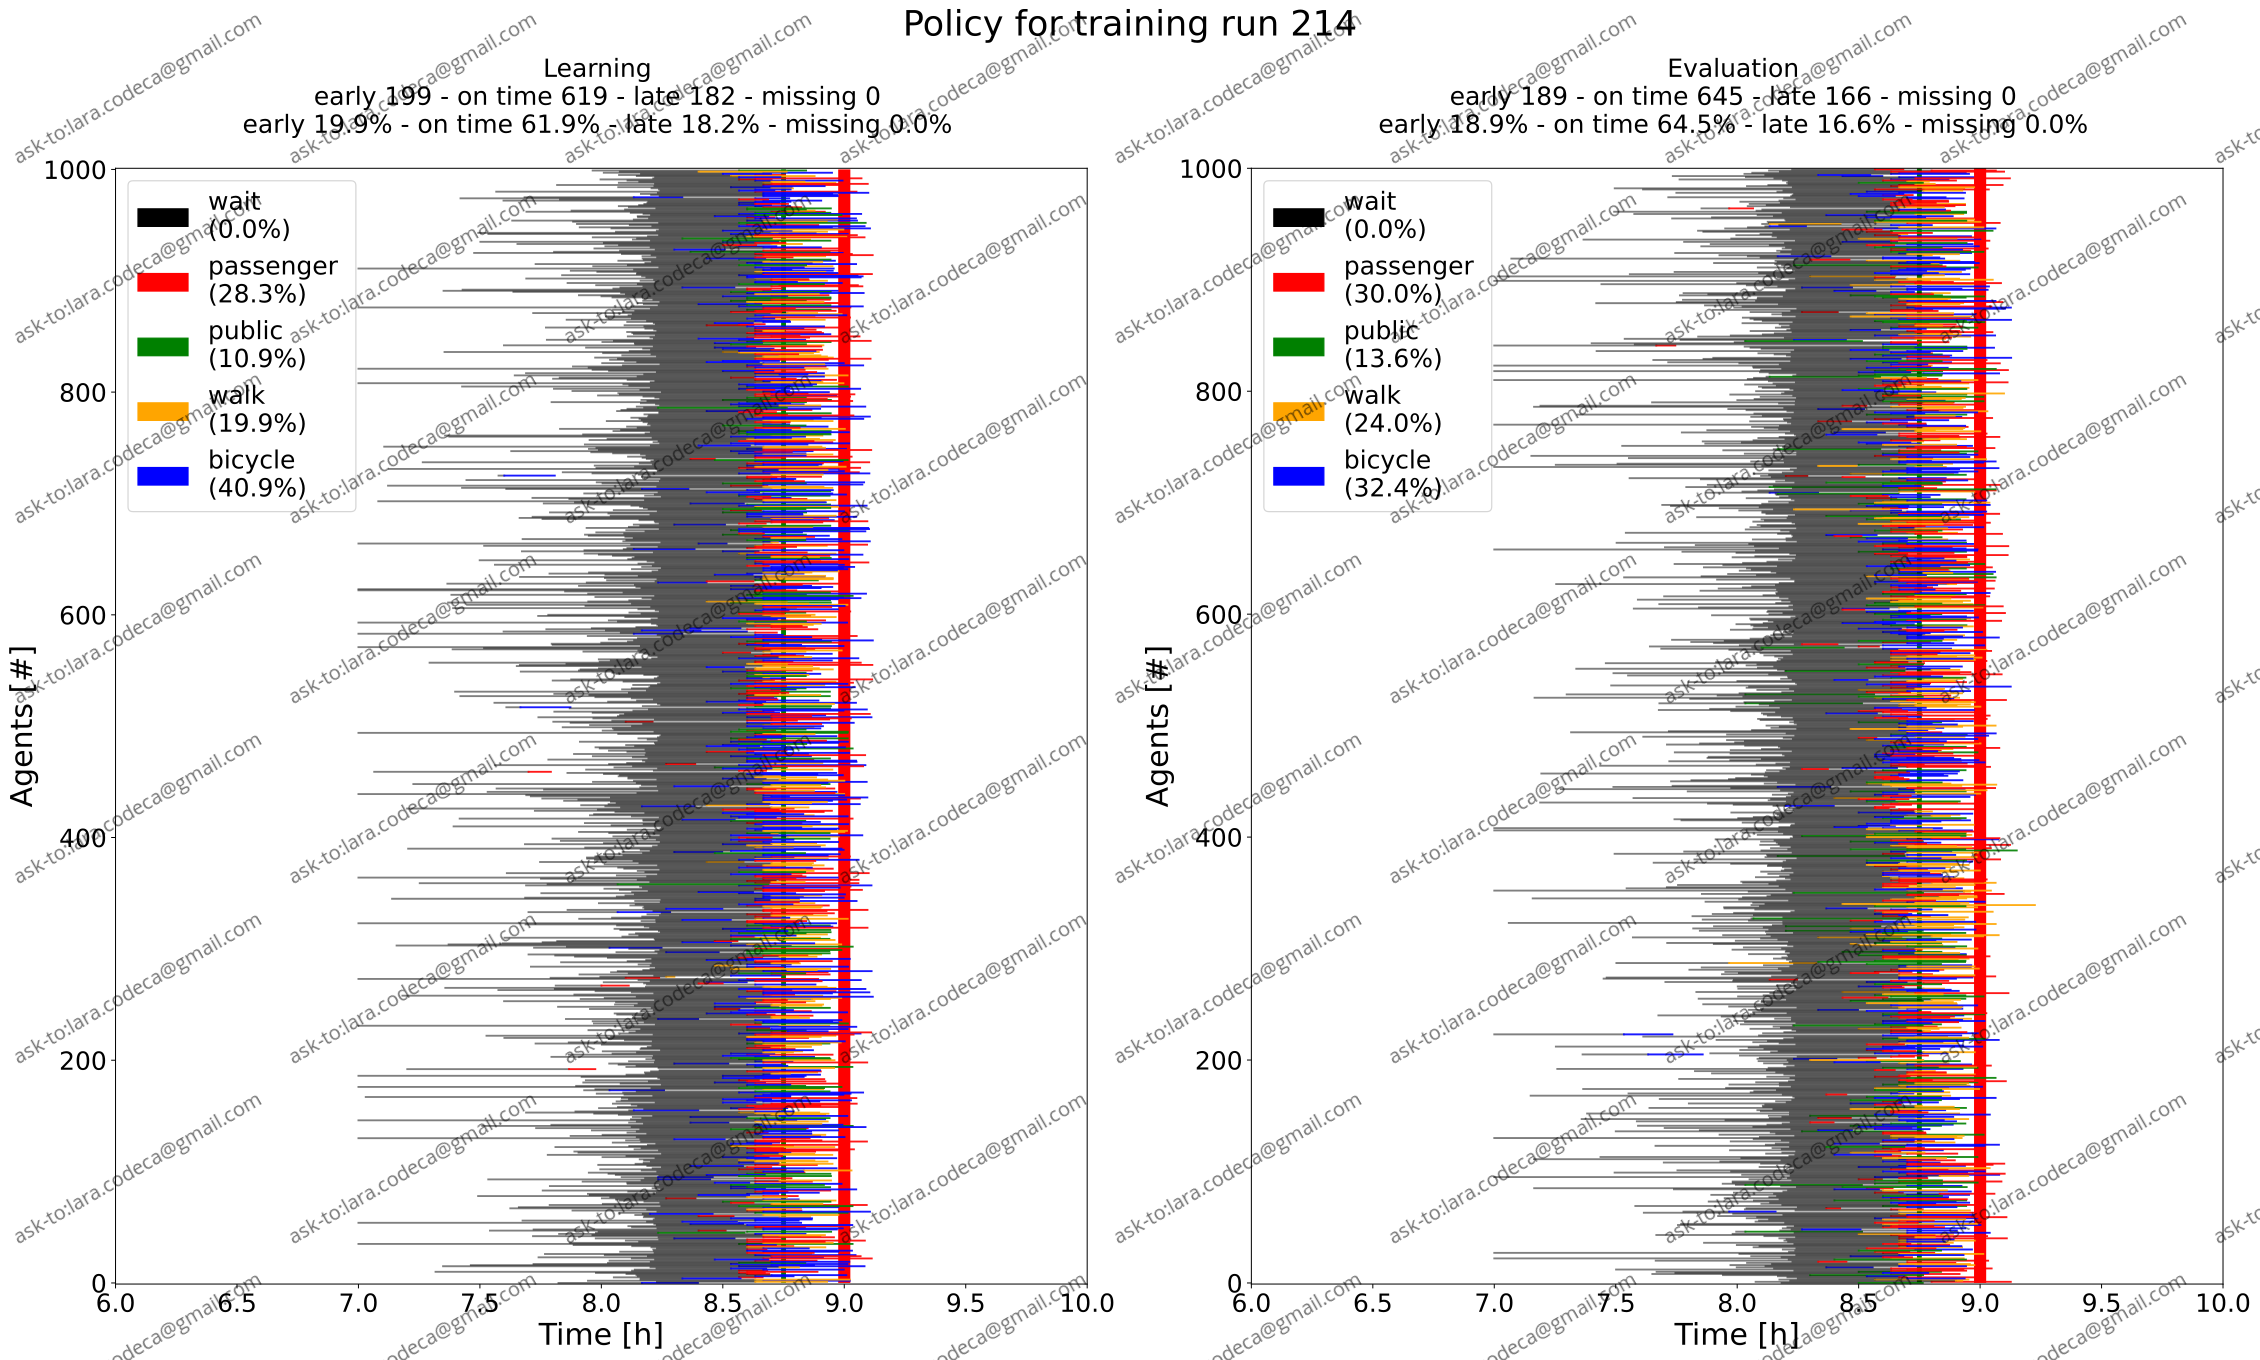 Policy for training run 214
Learning
early 199 - on time 619 - late 182 - missing 0
early 19.9% - on time 61.9% - late 18.2% - missing 0.0%
1000
800
600
400
200
0
Agents [#]
wait
(0.0%)
passenger
(28.3%)
public
(10.9%)
walk
(19.9%)
bicycle
(40.9%)
6.0 6.5 7.0 7.5 8.0 8.5 9.0 9.5 10.0
Time [h]
Evaluation
early 189 - on time 645 - late 166 - missing 0
early 18.9% - on time 64.5% - late 16.6% - missing 0.0%
1000
800
600
400
200
0
Agents [#]
wait
(0.0%)
passenger
(30.0%)
public
(13.6%)
walk
(24.0%)
bicycle
(32.4%)
6.0 6.5 7.0 7.5 8.0 8.5 9.0 9.5 10.0
Time [h]
ask-to:lara.codeca@gmail.com